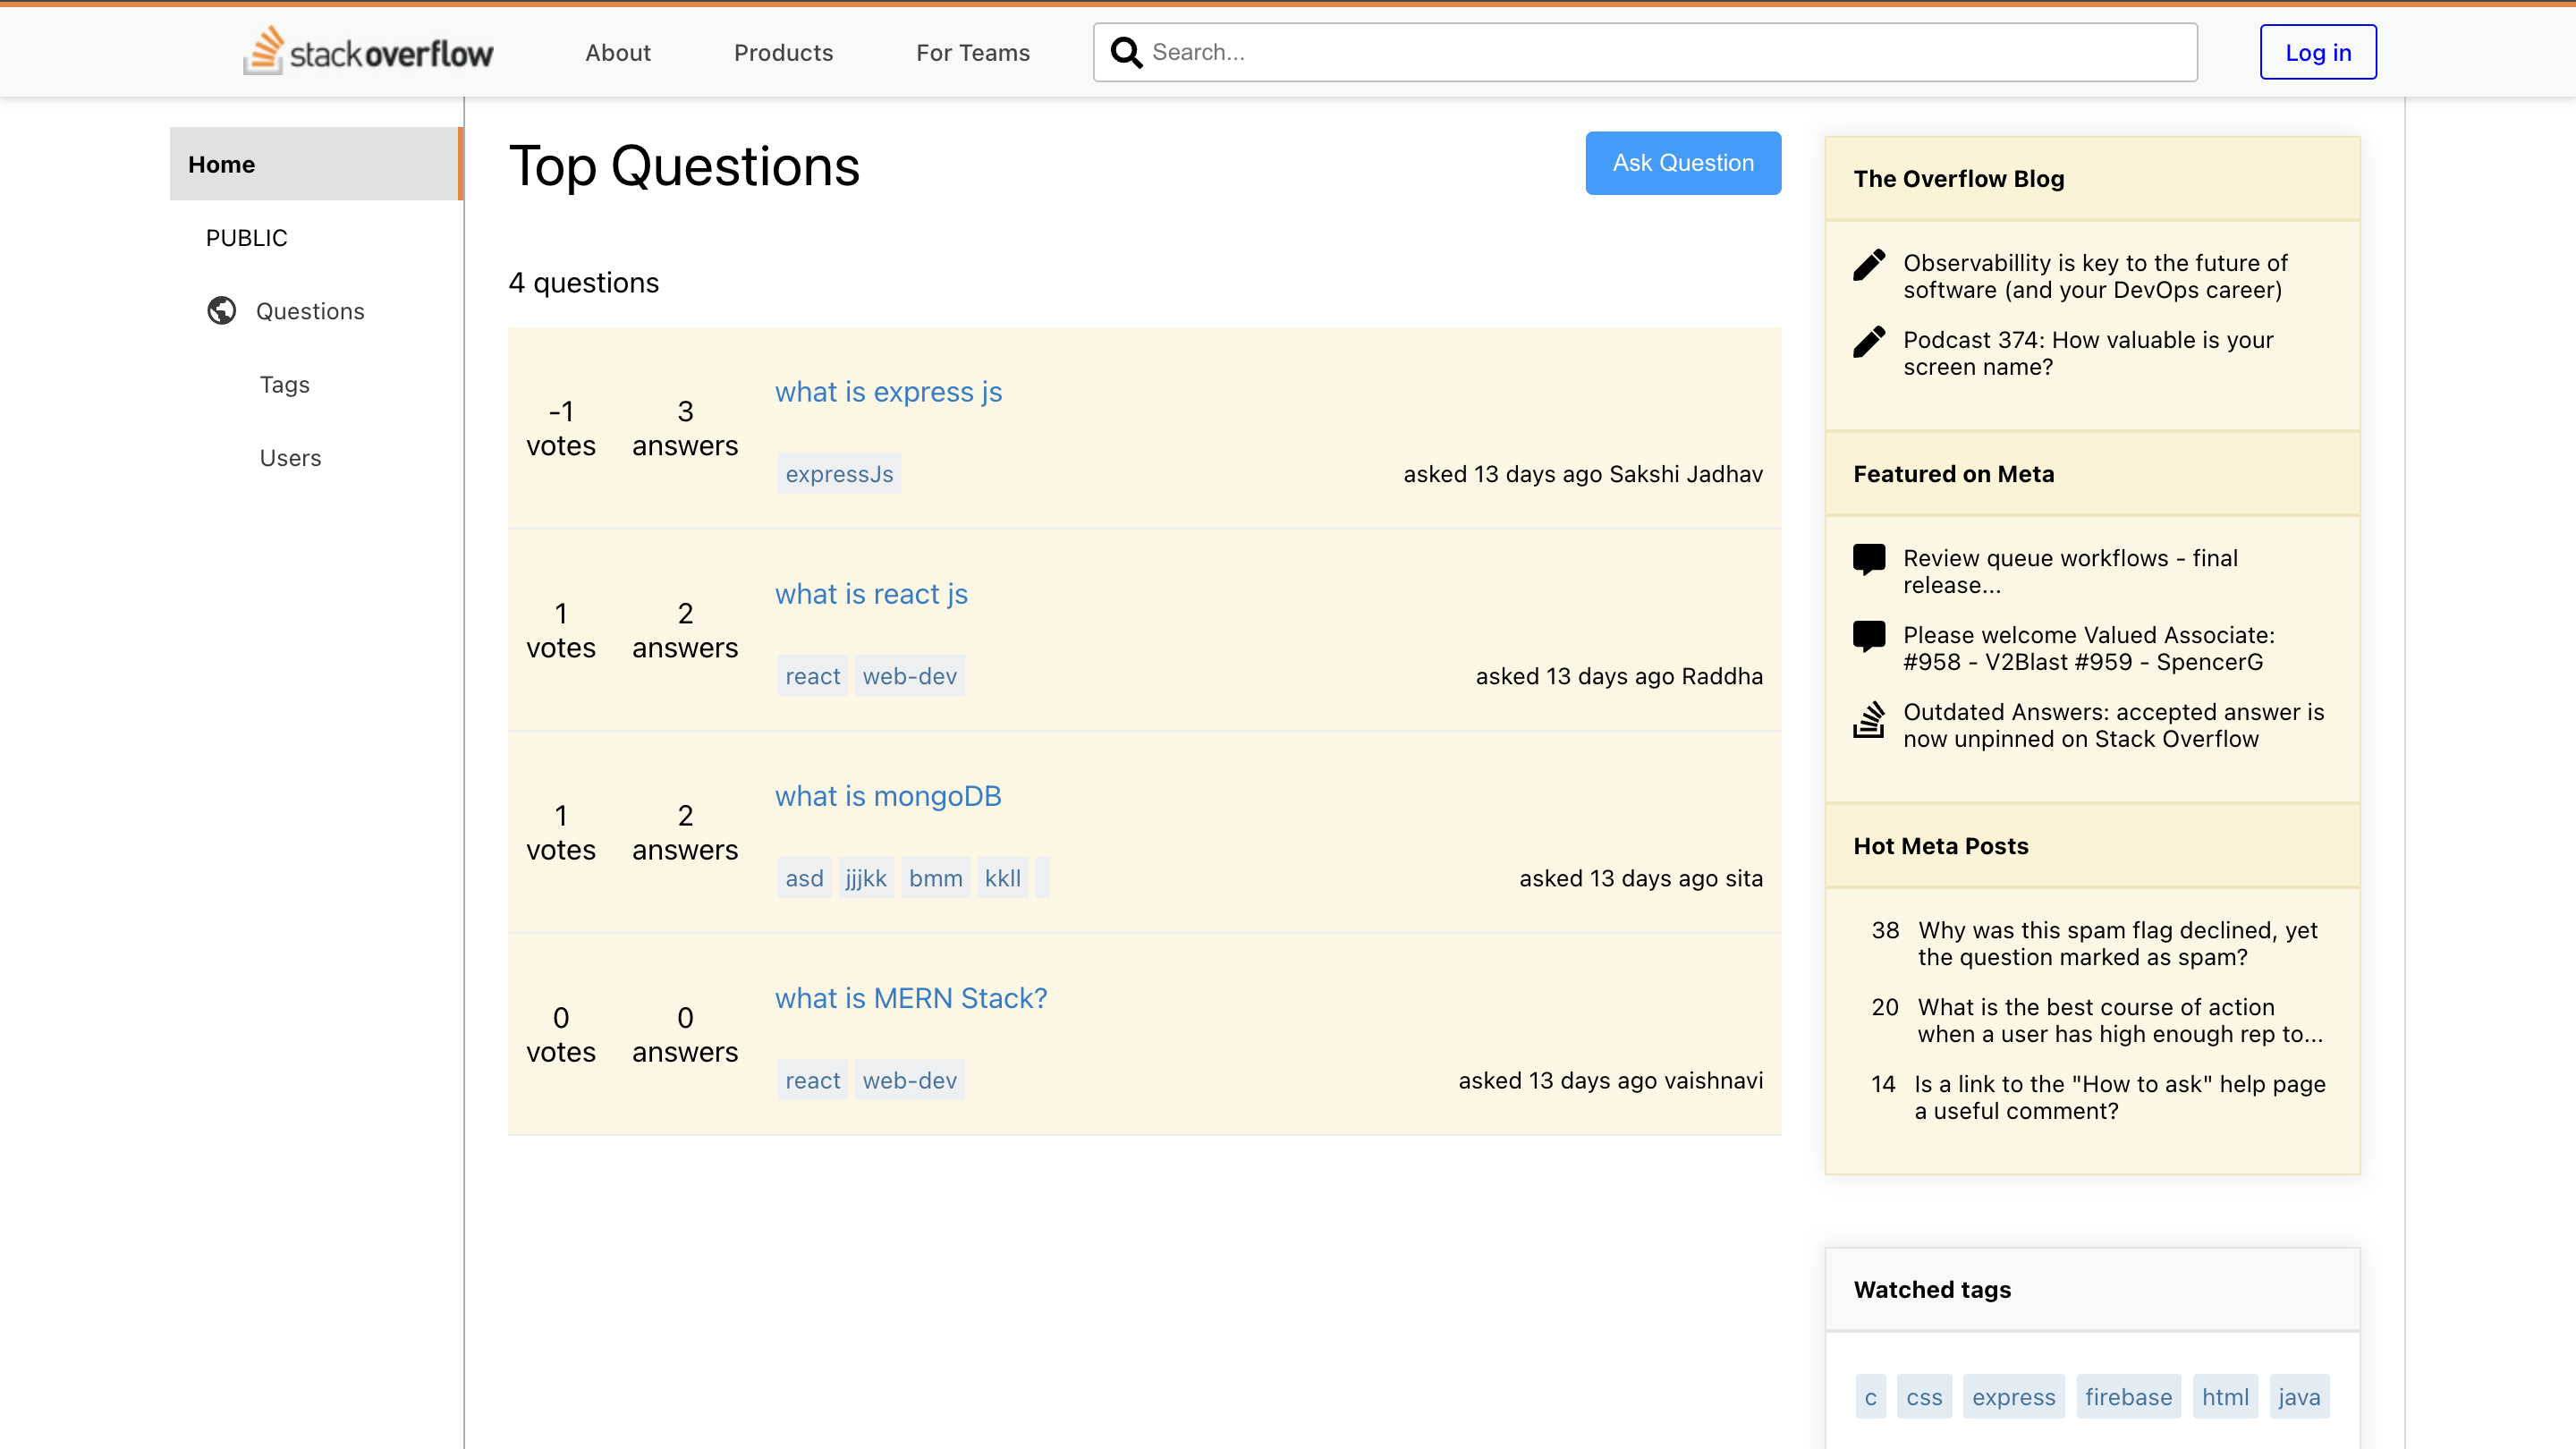 stackoverflow About Products For Teams Search... Log in
Home
PUBLIC
Questions
Tags
Users
Top Questions
Ask Question
4 questions
-1
votes
3
answers
what is express js
expressJs
asked 13 days ago Sakshi Jadhav
1
votes
2
answers
what is react js
react web-dev
asked 13 days ago Raddha
1
votes
2
answers
what is mongoDB
asd jjjkk bmm kkll
asked 13 days ago sita
0
votes
0
answers
what is MERN Stack?
react web-dev
asked 13 days ago vaishnavi
The Overflow Blog
Observabillity is key to the future of
software (and your DevOps career)
Podcast 374: How valuable is your
screen name?
Featured on Meta
Review queue workflows - final
release...
Please welcome Valued Associate:
#958 - V2Blast #959 - SpencerG
Outdated Answers: accepted answer is
now unpinned on Stack Overflow
Hot Meta Posts
38 Why was this spam flag declined, yet
the question marked as spam?
20 What is the best course of action
when a user has high enough rep to...
14 Is a link to the "How to ask" help page
a useful comment?
Watched tags
c css express firebase html java